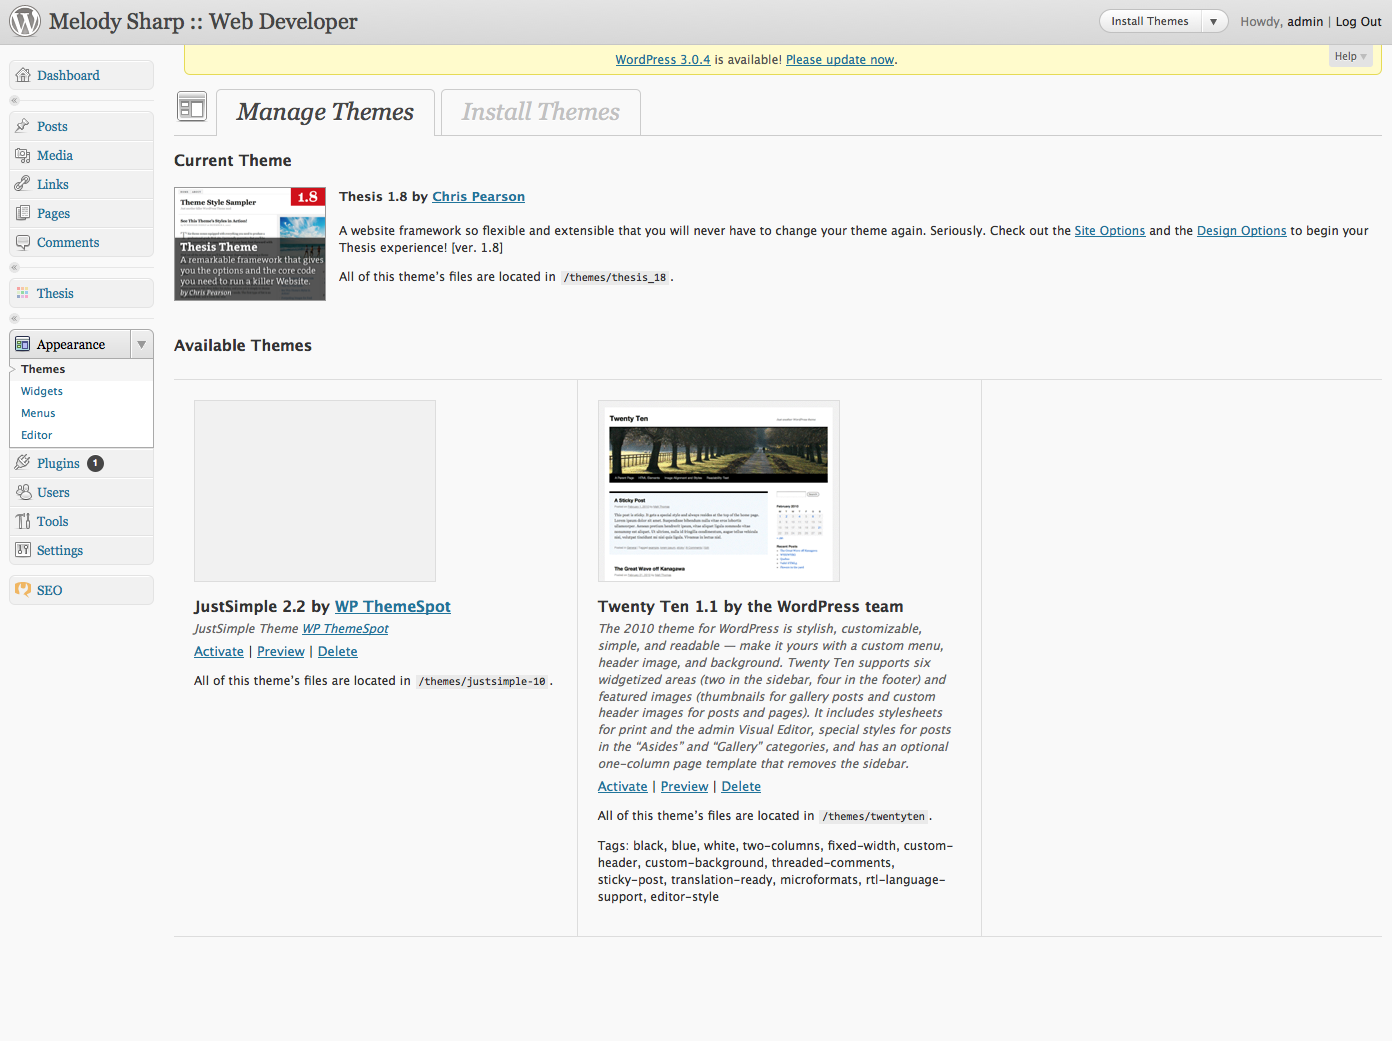 Melody Sharp :: Web Developer
Install Themes
Howdy, admin | Log Out
WordPress 3.0.4 is available! Please update now.
Help
Dashboard
Posts
Media
Links
Pages
Comments
Thesis
Appearance
Themes
Widgets
Menus
Editor
Plugins 1
Users
Tools
Settings
SEO
Manage Themes
Install Themes
Current Theme
1.8
Theme Style Sampler
See This Theme's Styles in Action!
Thesis Theme
A remarkable framework that gives
you the options and the core code
you need to run a killer Website.
by Chris Pearson
Thesis 1.8 by Chris Pearson
A website framework so flexible and extensible that you will never have to change your theme again. Seriously. Check out the Site Options and the Design Options to begin your
Thesis experience! [ver. 1.8]
All of this theme's files are located in /themes/thesis_18 .
Available Themes
JustSimple 2.2 by WP ThemeSpot
JustSimple Theme WP ThemeSpot
Activate | Preview | Delete
All of this theme's files are located in /themes/justsimple-10 .
Twenty Ten
A Sticky Post
February 2010
Recent Posts
The Great Wave off Kanagawa
Twenty Ten 1.1 by the WordPress team
The 2010 theme for WordPress is stylish, customizable,
simple, and readable — make it yours with a custom menu,
header image, and background. Twenty Ten supports six
widgetized areas (two in the sidebar, four in the footer) and
featured images (thumbnails for gallery posts and custom
header images for posts and pages). It includes stylesheets
for print and the admin Visual Editor, special styles for posts
in the “Asides” and “Gallery” categories, and has an optional
one-column page template that removes the sidebar.
Activate | Preview | Delete
All of this theme's files are located in /themes/twentyten .
Tags: black, blue, white, two-columns, fixed-width, custom-
header, custom-background, threaded-comments,
sticky-post, translation-ready, microformats, rtl-language-
support, editor-style